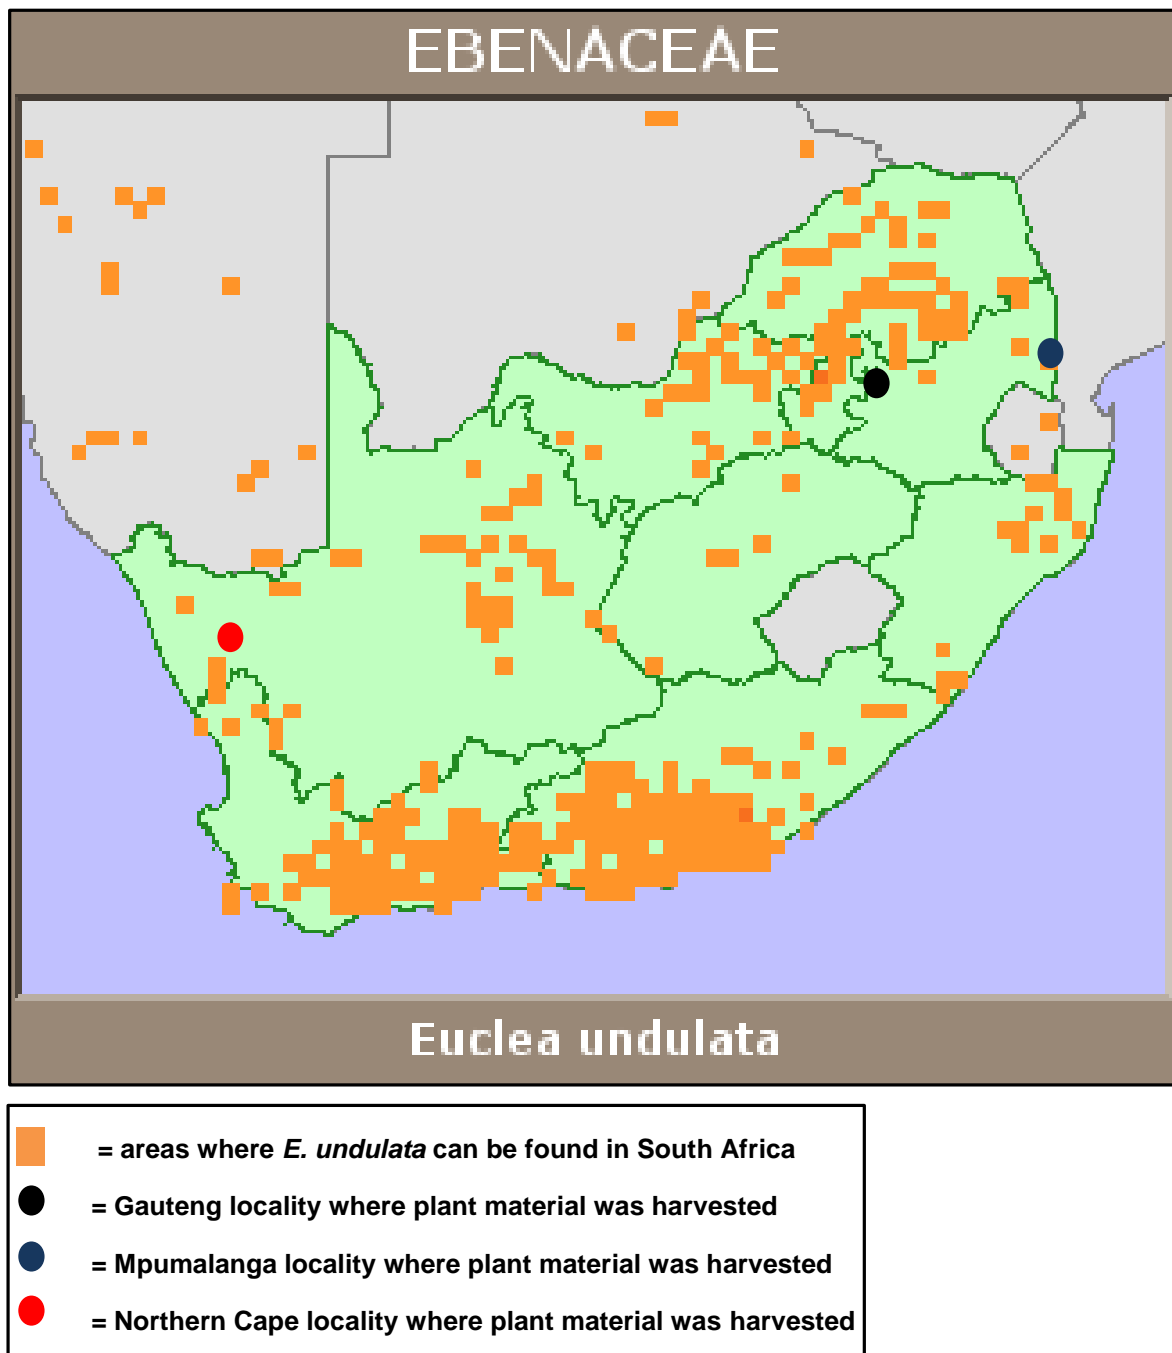 EBENACEAE
Euclea undulata
= areas where E. undulata can be found in South Africa
= Gauteng locality where plant material was harvested
= Mpumalanga locality where plant material was harvested
= Northern Cape locality where plant material was harvested